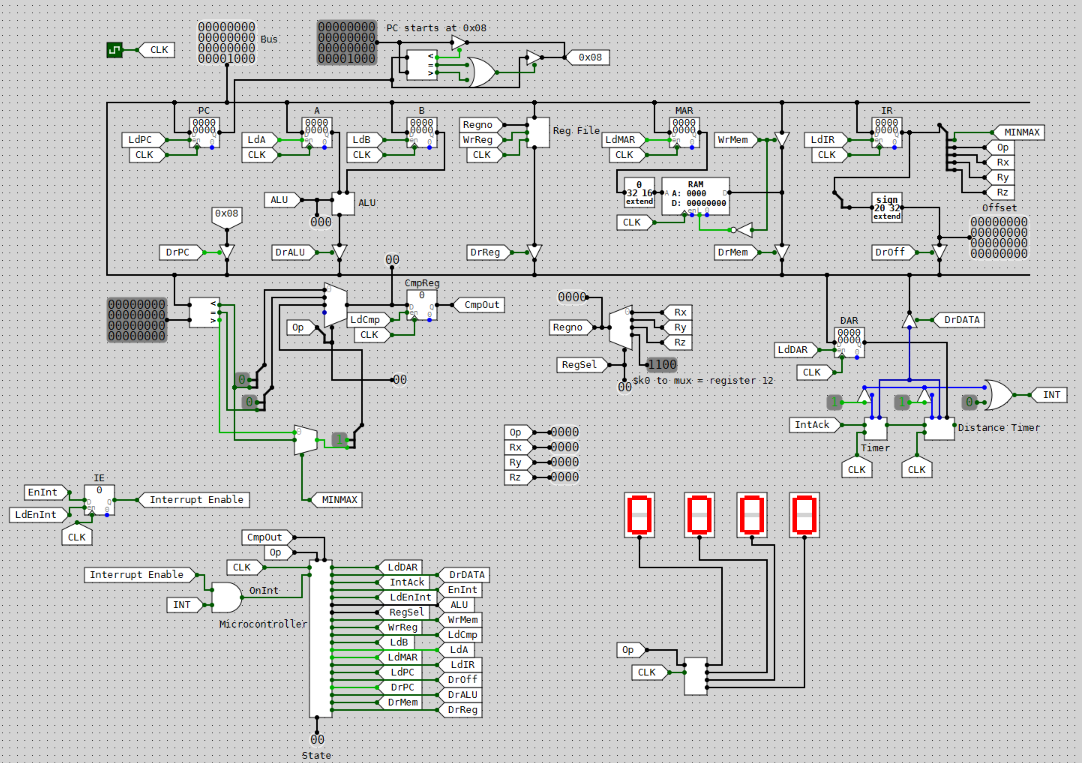 CLK
00000000
00000000
00000000
00001000
Bus
00000000
00000000
00000000
00001000
PC starts at 0x08
<
=
>
0x08
PC
A
B
MAR
IR
0000
0000
0000
0000
0000
0000
0000
0000
0000
0000
LdPC
CLK
LdA
CLK
LdB
CLK
Regno
WrReg
CLK
Reg File
LdMAR
CLK
WrMem
LdIR
CLK
MINMAX
Op
Rx
Ry
Rz
Offset
00000000
00000000
00000000
00000000
ALU
000
ALU
0
32 16
extend
RAM
A: 0000
D: 00000000
A
D
CLK
sign
20 32
extend
0x08
DrPC
DrALU
DrReg
DrMem
DrOff
00000000
00000000
00000000
00000000
<
=
>
00
CmpReg
0
Op
LdCmp
CLK
CmpOut
00
0
0
1
MINMAX
0000
Regno
Rx
Ry
Rz
RegSel
1100
00
$k0 to mux = register 12
DAR
0000
0000
LdDAR
CLK
DrDATA
1
1
0
INT
IntAck
Timer
Distance Timer
CLK
CLK
Op
0000
Rx
0000
Ry
0000
Rz
0000
IE
0
EnInt
LdEnInt
CLK
Interrupt Enable
CmpOut
Op
CLK
Interrupt Enable
INT
OnInt
Microcontroller
LdDAR
DrDATA
IntAck
EnInt
LdEnInt
ALU
RegSel
WrMem
WrReg
LdCmp
LdB
LdA
LdMAR
LdIR
LdPC
DrOff
DrPC
DrALU
DrMem
DrReg
00
State
0
0
0
0
Op
CLK